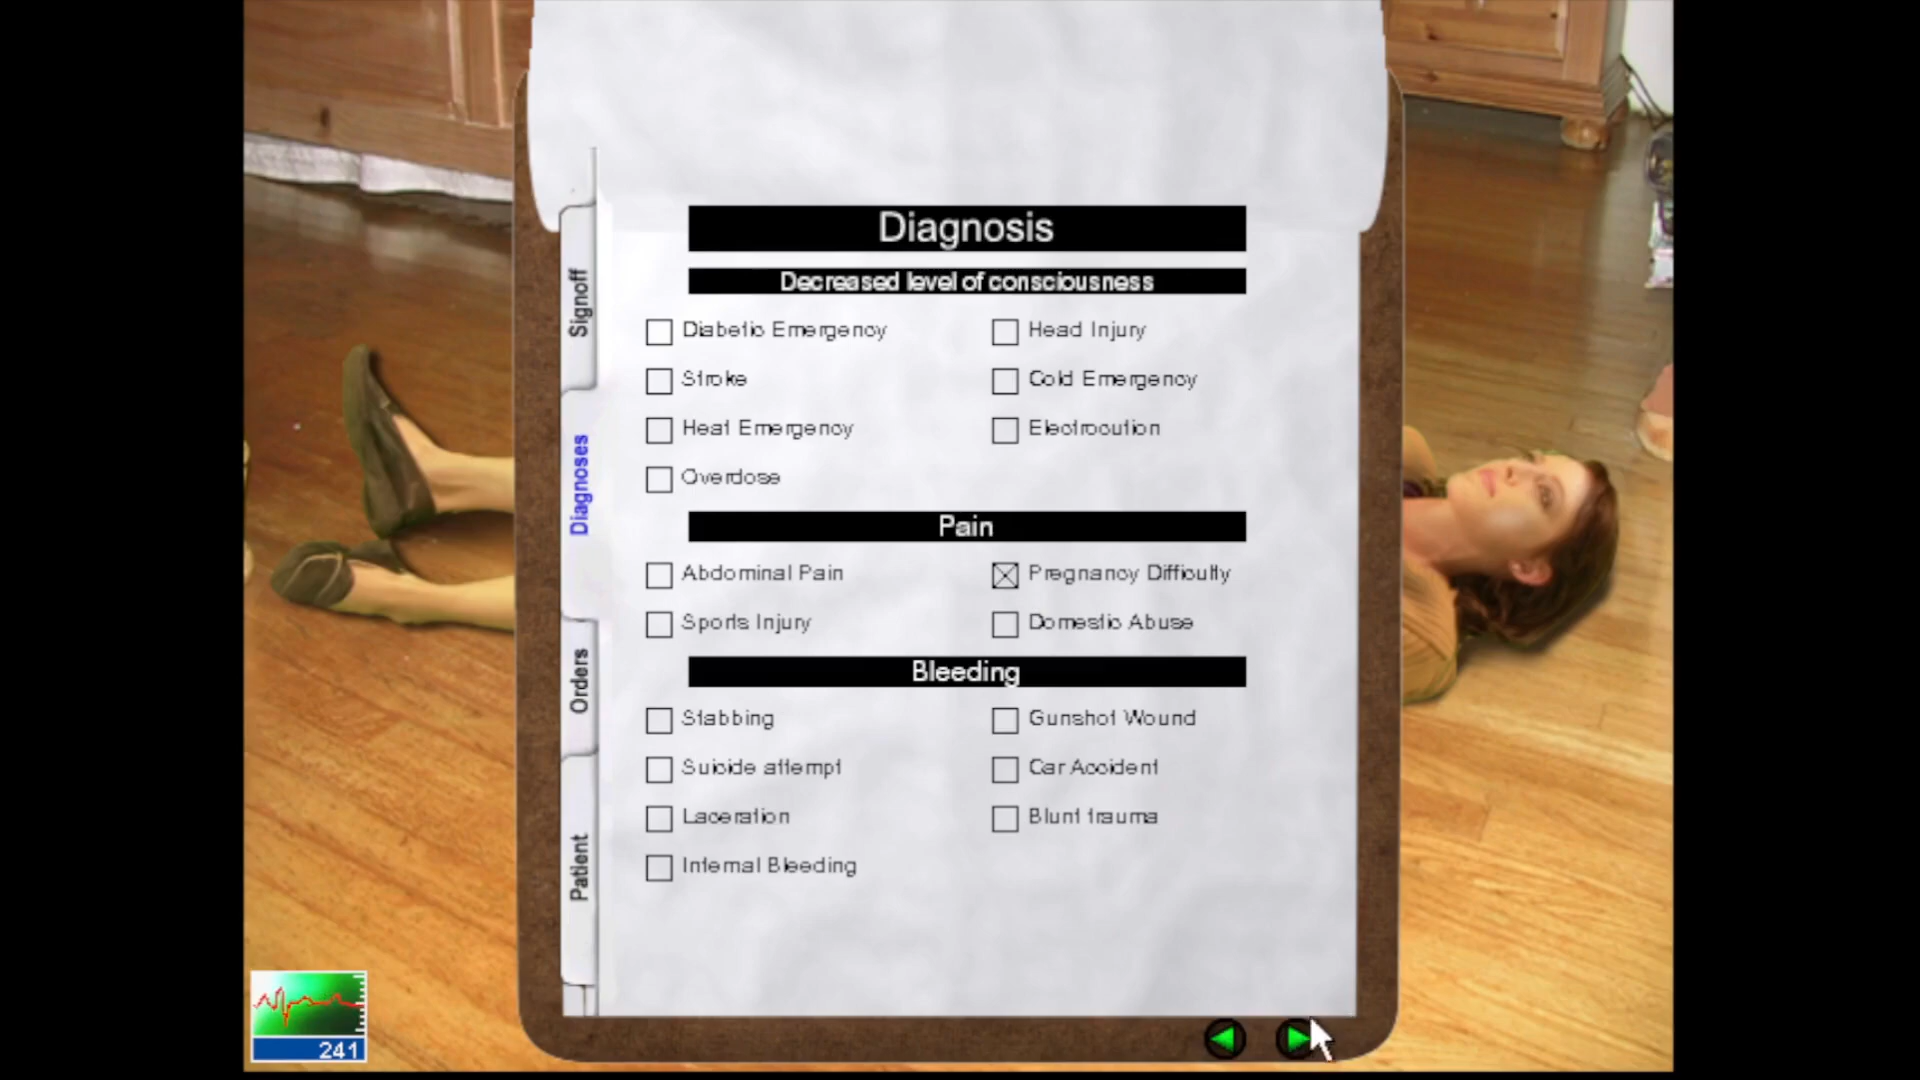 Diagnosis
Decreased level of consciousness
Diabetic Emergency
Head Injury
Stroke
Cold Emergency
Heat Emergency
Electrocution
Overdose
Pain
Abdominal Pain
Pregnancy Difficulty
Sports Injury
Domestic Abuse
Bleeding
Stabbing
Gunshot Wound
Suicide attempt
Car Accident
Laceration
Blunt trauma
Internal Bleeding
Signoff
Diagnoses
Orders
Patient
241